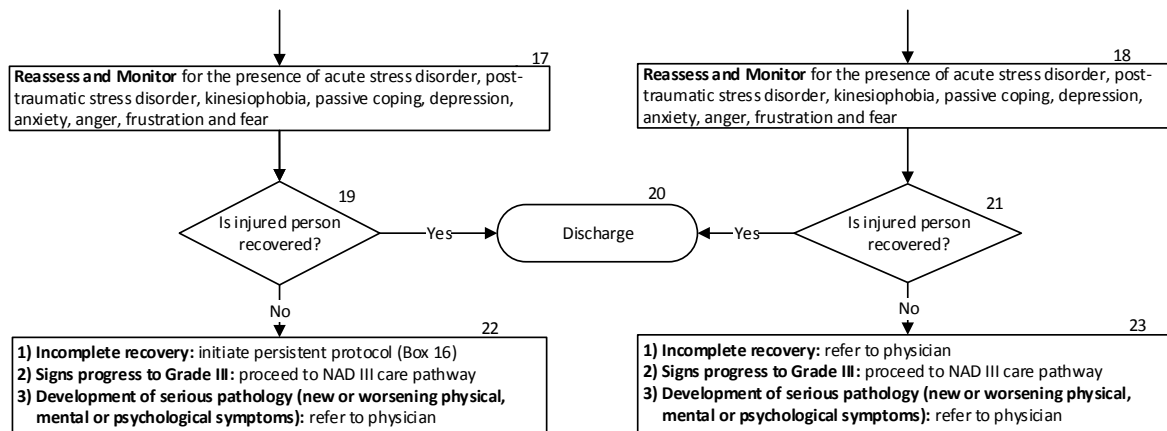 17
Reassess and Monitor for the presence of acute stress disorder, post-
traumatic stress disorder, kinesiophobia, passive coping, depression,
anxiety, anger, frustration and fear
18
Reassess and Monitor for the presence of acute stress disorder, post-
traumatic stress disorder, kinesiophobia, passive coping, depression,
anxiety, anger, frustration and fear
19
Is injured person
recovered?
Yes
20
Discharge
Yes
21
Is injured person
recovered?
No
No
22
1) Incomplete recovery: initiate persistent protocol (Box 16)
2) Signs progress to Grade III: proceed to NAD III care pathway
3) Development of serious pathology (new or worsening physical,
mental or psychological symptoms): refer to physician
23
1) Incomplete recovery: refer to physician
2) Signs progress to Grade III: proceed to NAD III care pathway
3) Development of serious pathology (new or worsening physical,
mental or psychological symptoms): refer to physician